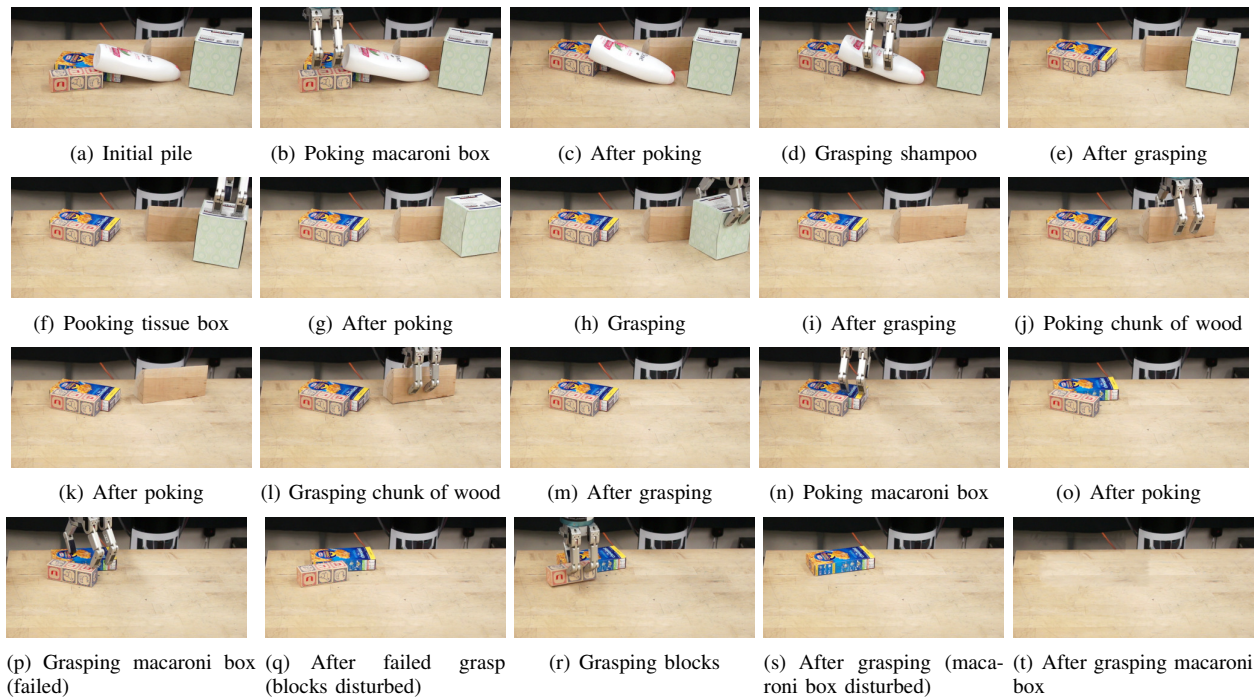 (a) Initial pile
(b) Poking macaroni box
(c) After poking
(d) Grasping shampoo
(e) After grasping
(f) Pooking tissue box
(g) After poking
(h) Grasping
(i) After grasping
(j) Poking chunk of wood
(k) After poking
(l) Grasping chunk of wood
(m) After grasping
(n) Poking macaroni box
(o) After poking
(p) Grasping macaroni box
(failed)
(q) After failed grasp
(blocks disturbed)
(r) Grasping blocks
(s) After grasping (maca-
roni box disturbed)
(t) After grasping macaroni
box